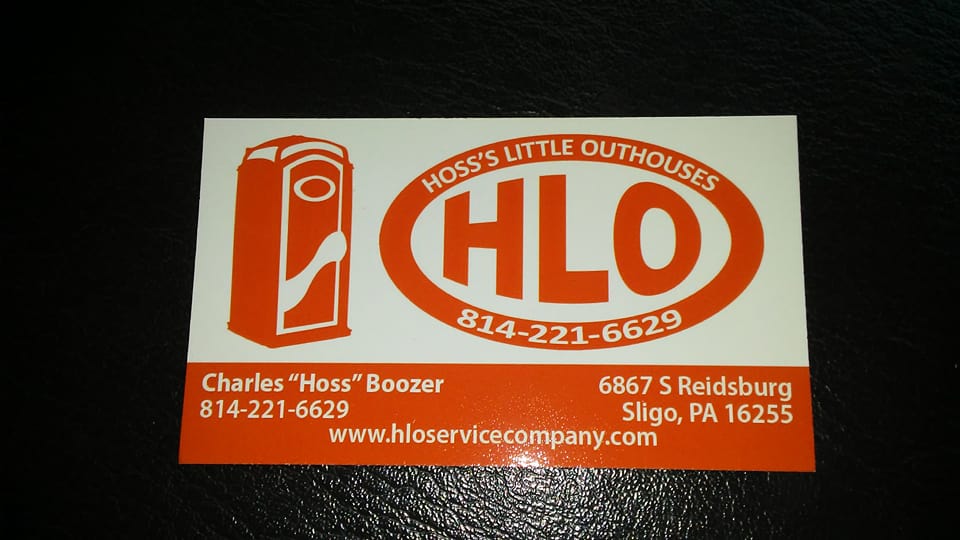 HOSS'S LITTLE OUTHOUSES
HLO
814-221-6629
Charles “Hoss” Boozer
814-221-6629
6867 S Reidsburg
Sligo, PA 16255
www.hloservicecompany.com